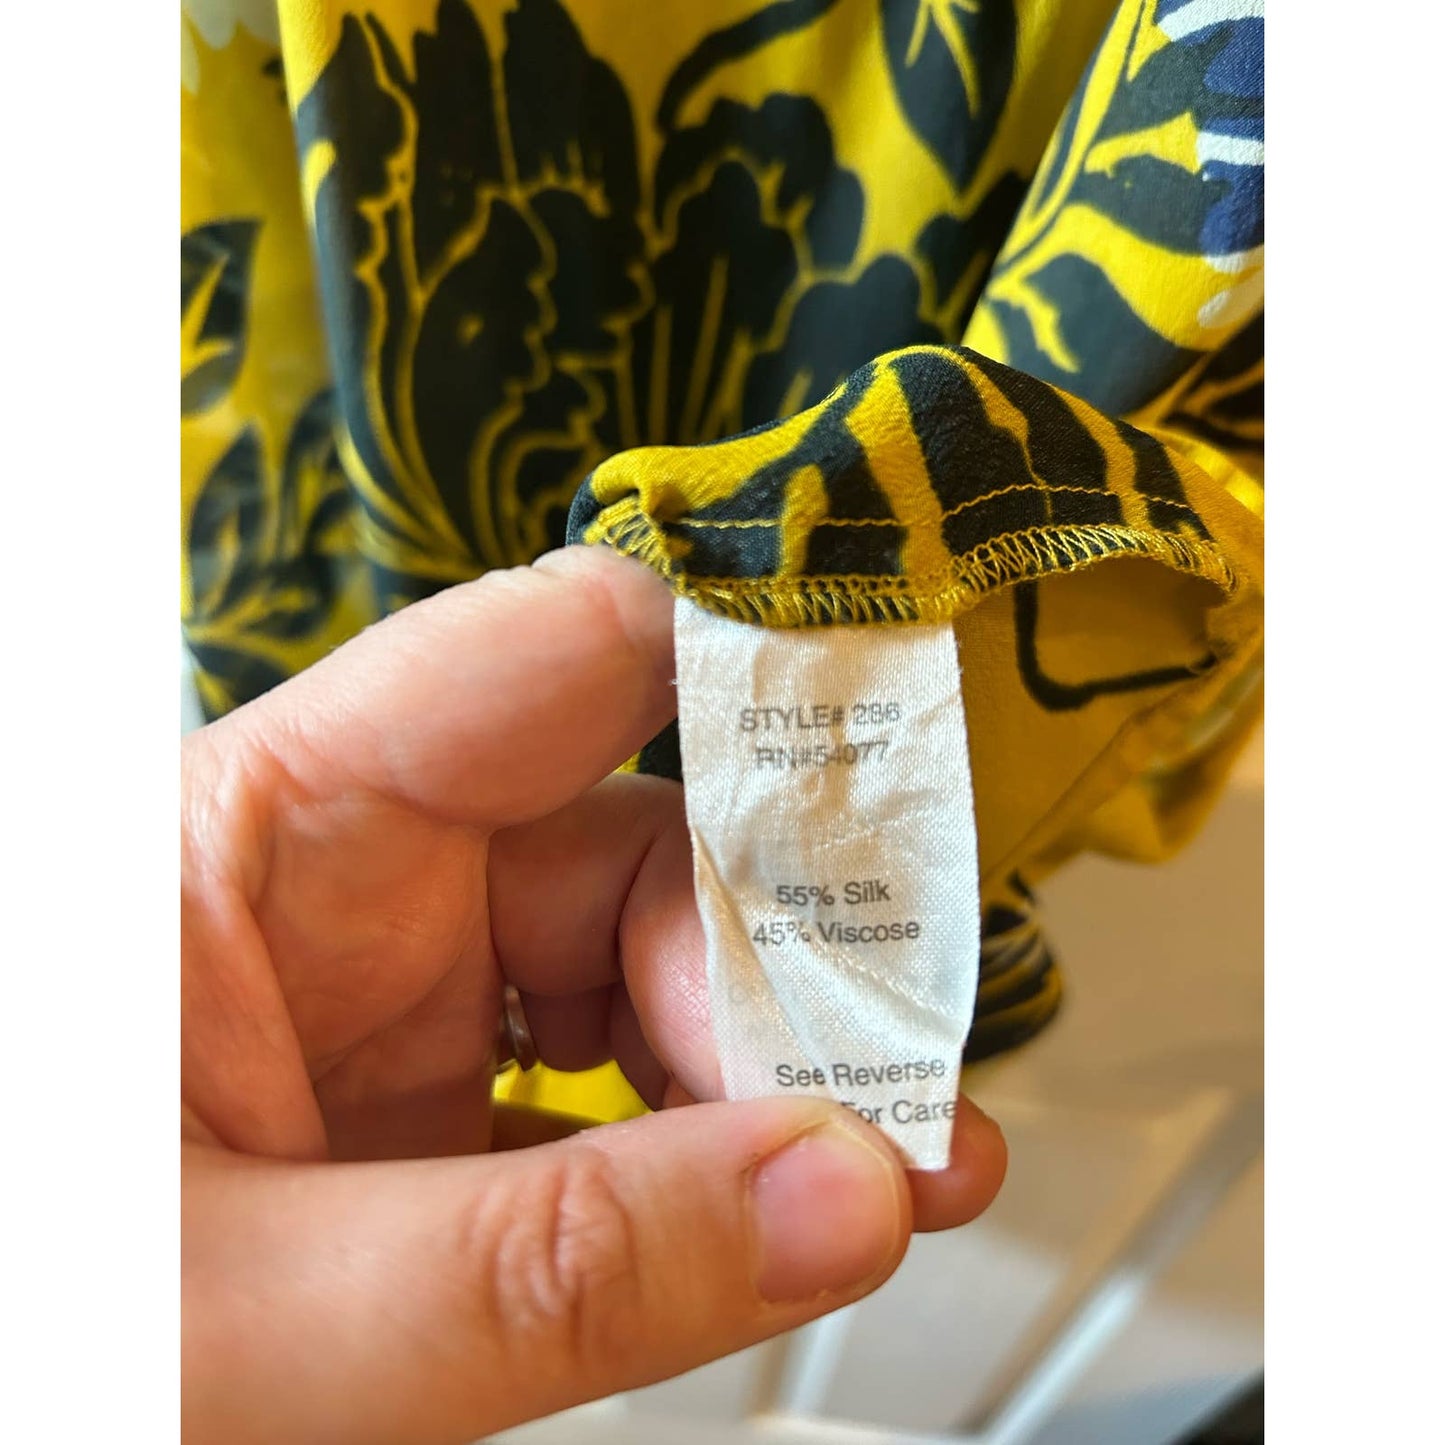 STYLE# 286
RN#54077
55% Silk
45% Viscose
See Reverse
For Care